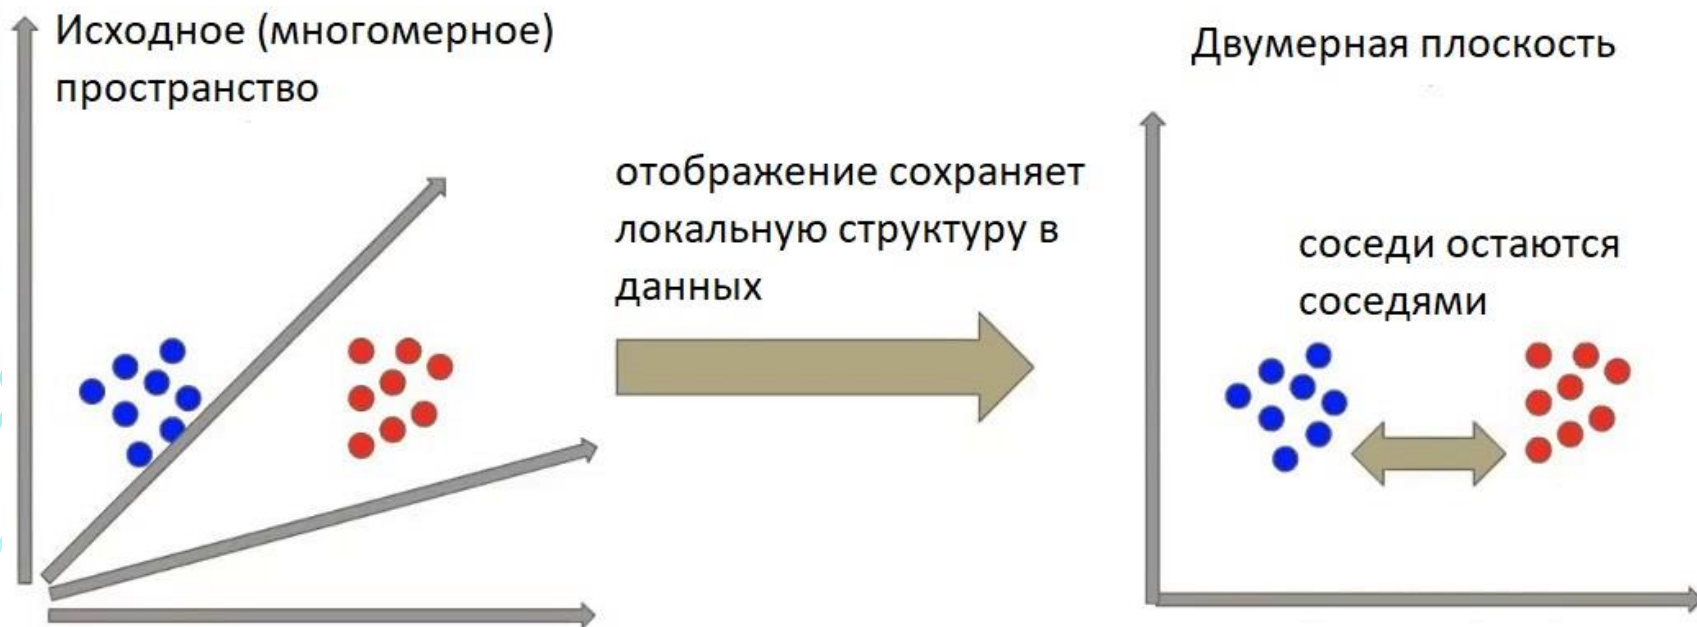 Исходное (многомерное)
пространство
Двумерная плоскость
отображение сохраняет
локальную структуру в
данных
соседи остаются
соседями